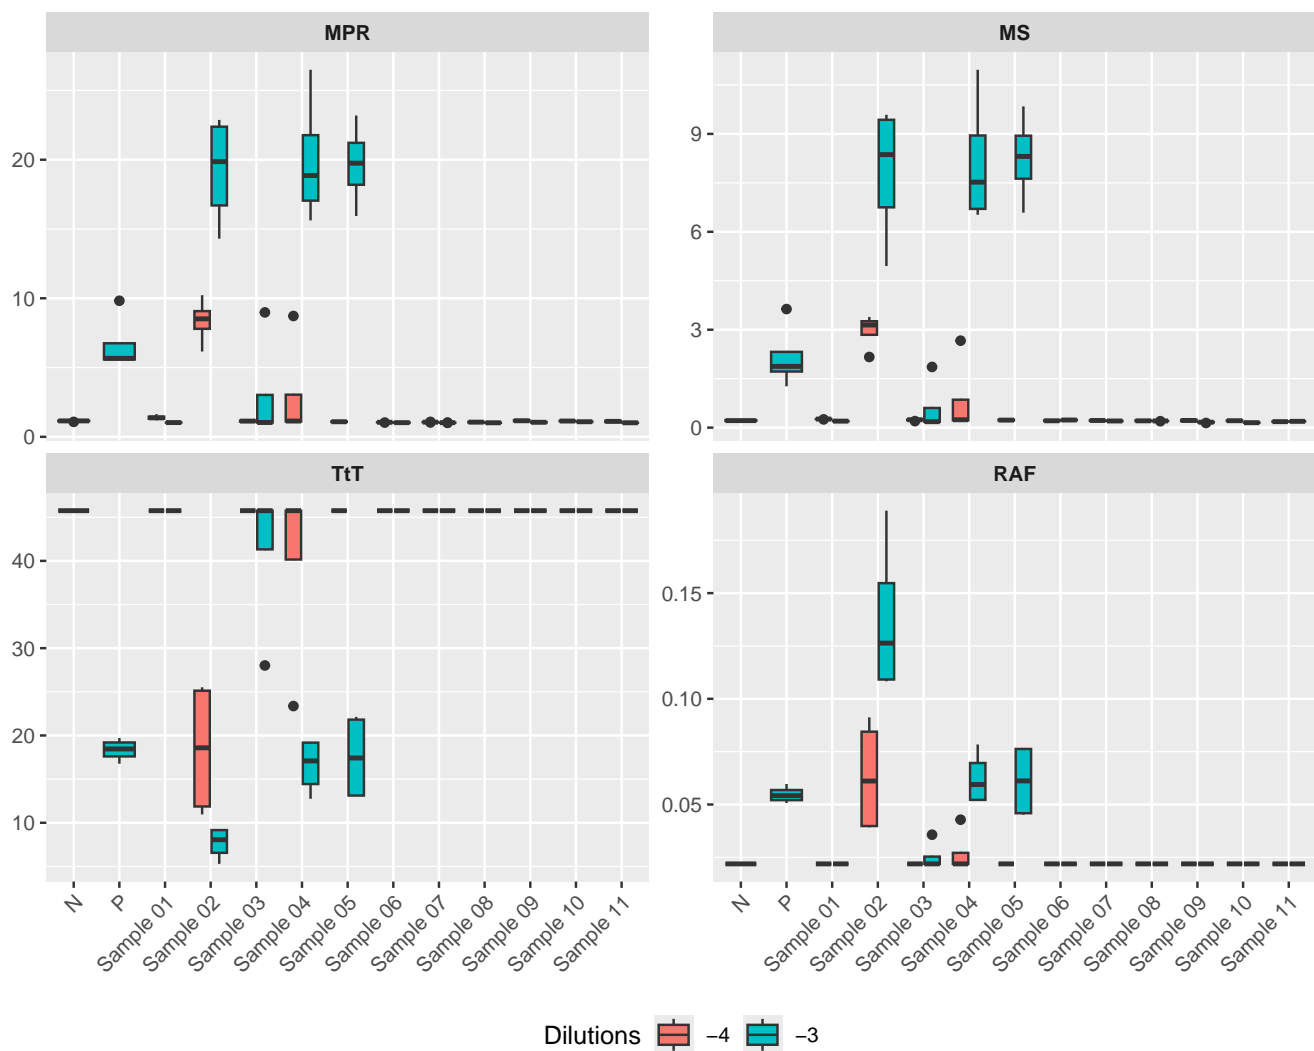 MPR
MS
20
10
0
9
6
3
0
TtT
RAF
40
30
20
10
0.15
0.10
0.05
N
P
Sample 01
Sample 02
Sample 03
Sample 04
Sample 05
Sample 06
Sample 07
Sample 08
Sample 09
Sample 10
Sample 11
N
P
Sample 01
Sample 02
Sample 03
Sample 04
Sample 05
Sample 06
Sample 07
Sample 08
Sample 09
Sample 10
Sample 11
Dilutions −4 −3